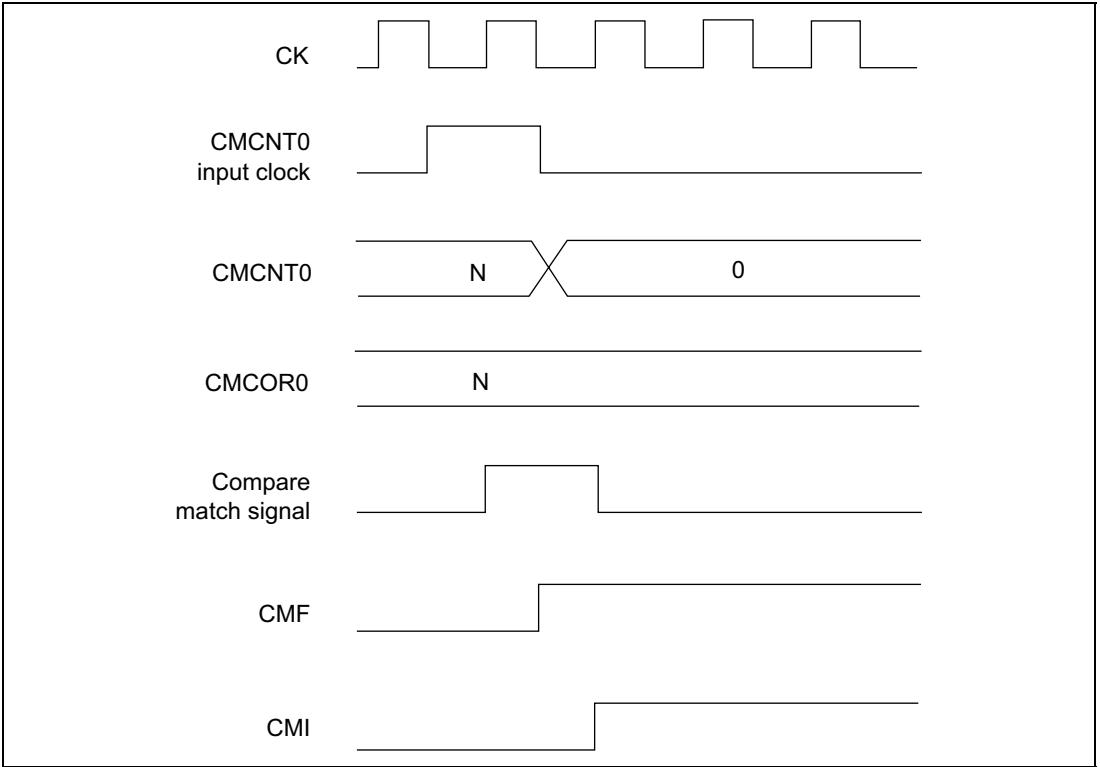 CK
CMCNT0
input clock
CMCNT0
N
0
CMCOR0
N
Compare
match signal
CMF
CMI